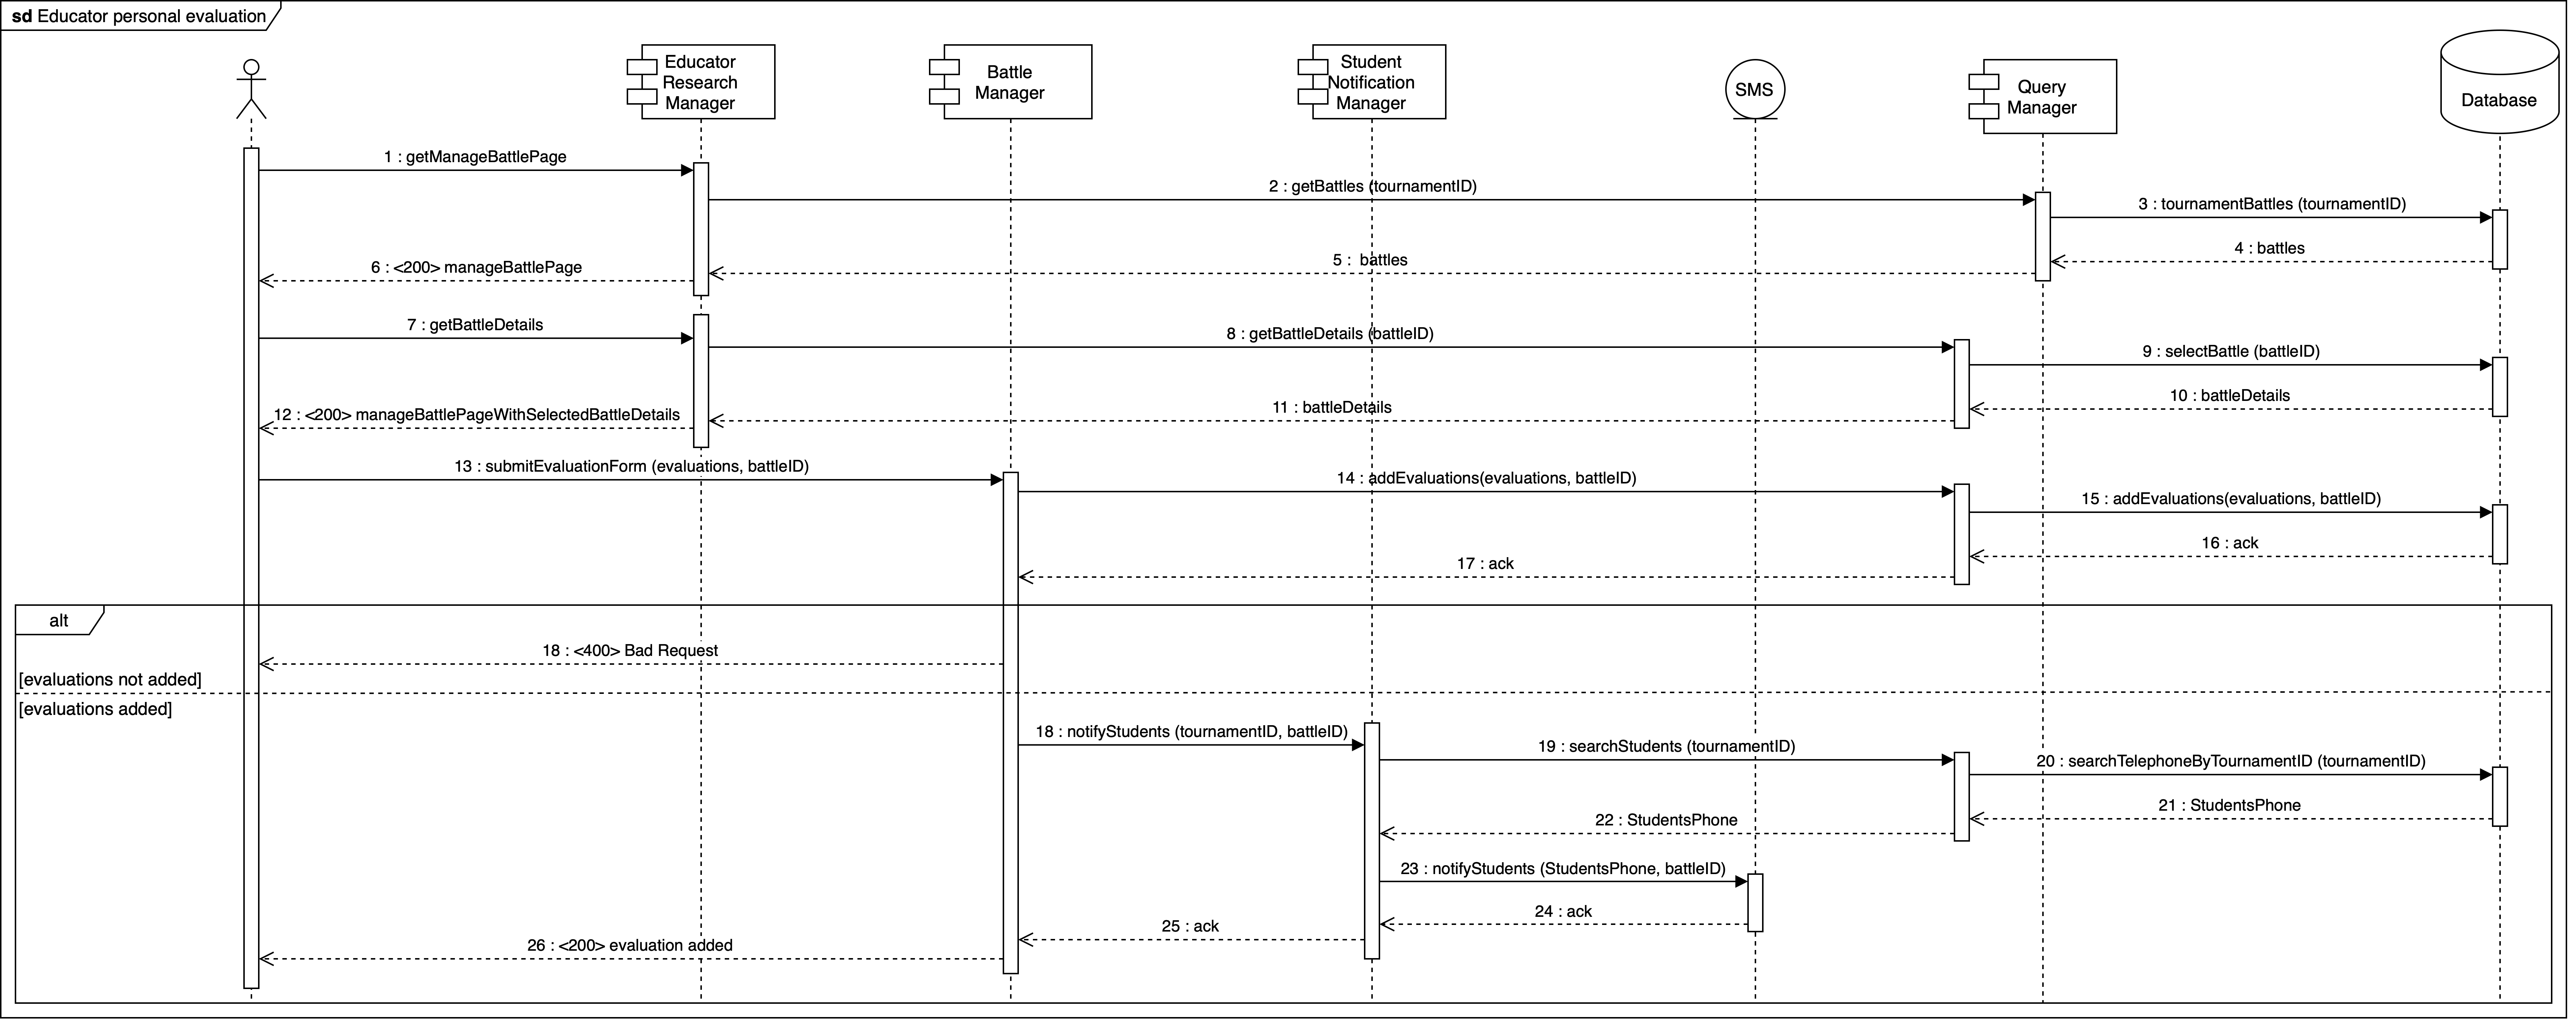 sd Educator personal evaluation
Educator
Research
Manager
Battle
Manager
Student
Notification
Manager
SMS
Query
Manager
Database
1 : getManageBattlePage
2 : getBattles (tournamentID)
3 : tournamentBattles (tournamentID)
4 : battles
5 : battles
6 : <200> manageBattlePage
7 : getBattleDetails
8 : getBattleDetails (battleID)
9 : selectBattle (battleID)
10 : battleDetails
11 : battleDetails
12 : <200> manageBattlePageWithSelectedBattleDetails
13 : submitEvaluationForm (evaluations, battleID)
14 : addEvaluations(evaluations, battleID)
15 : addEvaluations(evaluations, battleID)
16 : ack
17 : ack
alt
18 : <400> Bad Request
[evaluations not added]
[evaluations added]
18 : notifyStudents (tournamentID, battleID)
19 : searchStudents (tournamentID)
20 : searchTelephoneByTournamentID (tournamentID)
21 : StudentsPhone
22 : StudentsPhone
23 : notifyStudents (StudentsPhone, battleID)
24 : ack
25 : ack
26 : <200> evaluation added